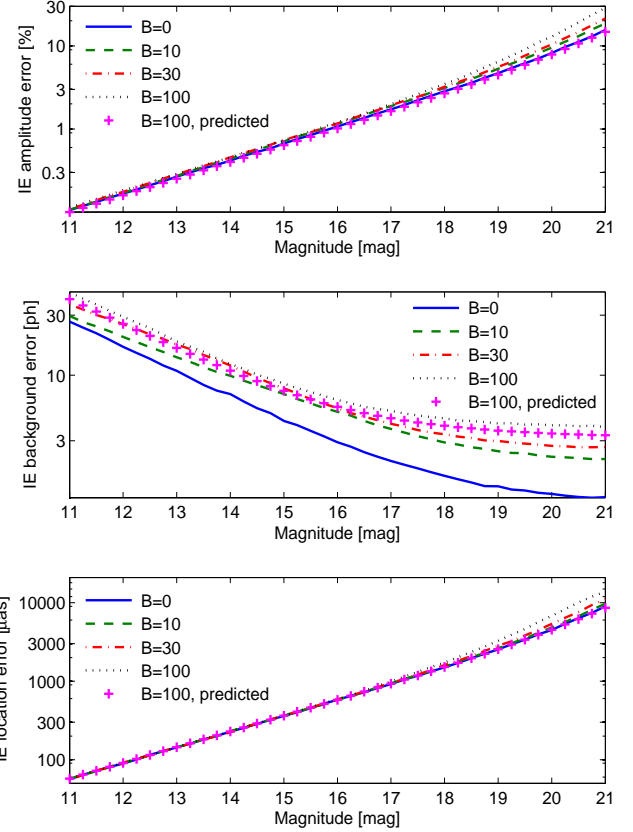 30
10
3
1
0.3
IE amplitude error [%]
B=0
B=10
B=30
B=100
B=100, predicted
11 12 13 14 15 16 17 18 19 20 21
Magnitude [mag]
30
10
3
IE background error [ph]
B=0
B=10
B=30
B=100
B=100, predicted
11 12 13 14 15 16 17 18 19 20 21
Magnitude [mag]
10000
3000
1000
300
100
IE location error [µas]
B=0
B=10
B=30
B=100
B=100, predicted
11 12 13 14 15 16 17 18 19 20 21
Magnitude [mag]